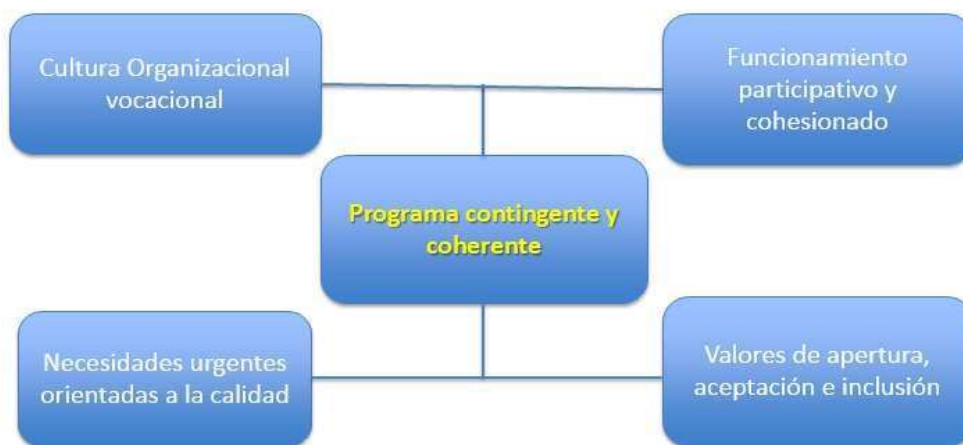 Cultura Organizacional
vocacional
Funcionamiento
participativo y
cohesionado
Programa contingente y
coherente
Necesidades urgentes
orientadas a la calidad
Valores de apertura,
aceptación e inclusión